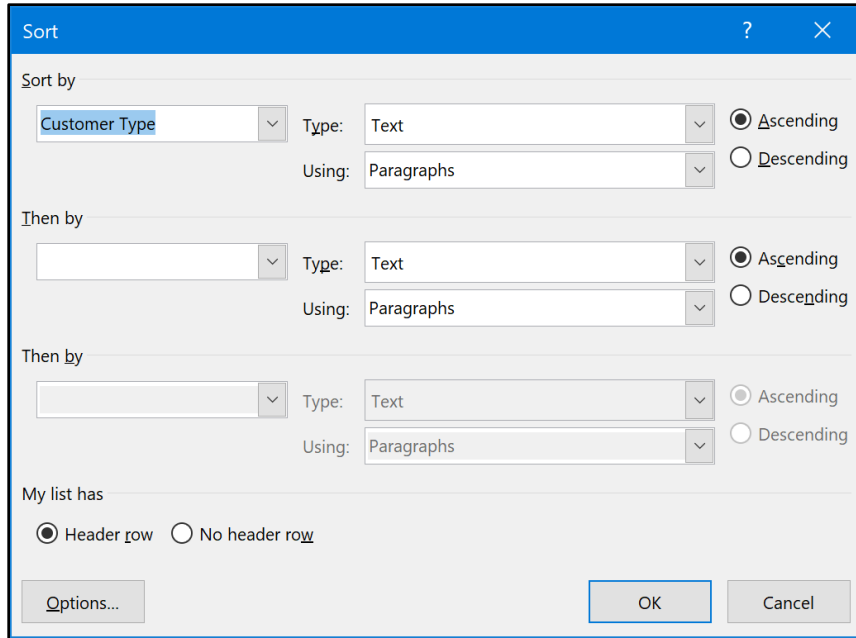 Sort ?
Sort by
Customer Type Type: Text Ascending
Using: Paragraphs Descending
Then by
Type: Text Ascending
Using: Paragraphs Descending
Then by
Type: Text Ascending
Using: Paragraphs Descending
My list has
Header row No header row
Options... OK Cancel